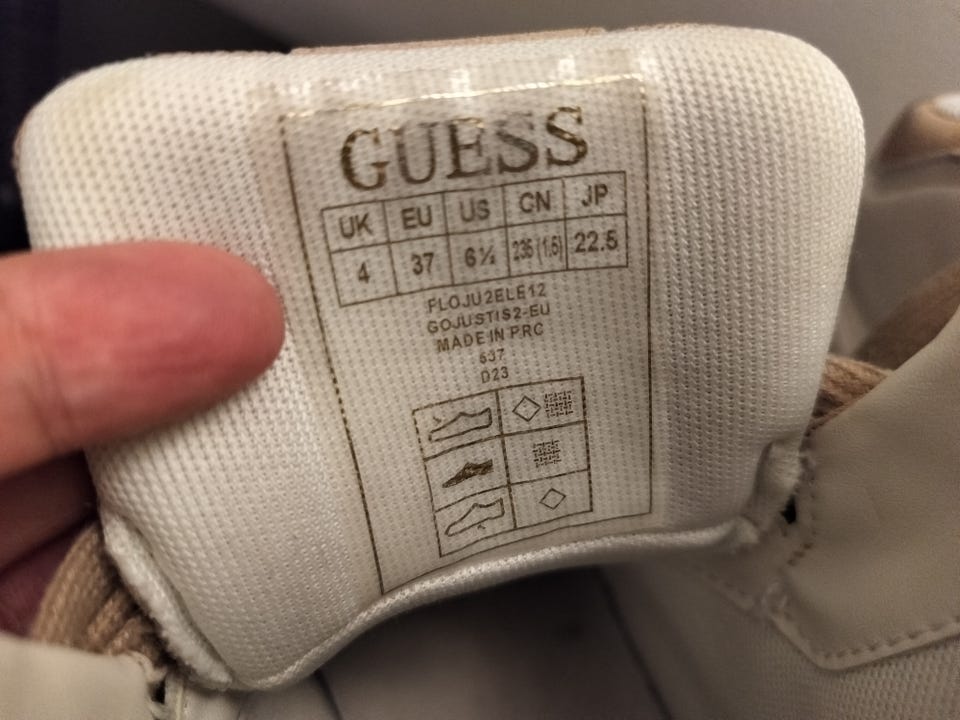 GUESS
UK EU US CN JP
4 37 6½ 235 (1,5) 22.5
FLOJU2ELE12
GOJUSTIS2-EU
MADE IN PRC
637
D23